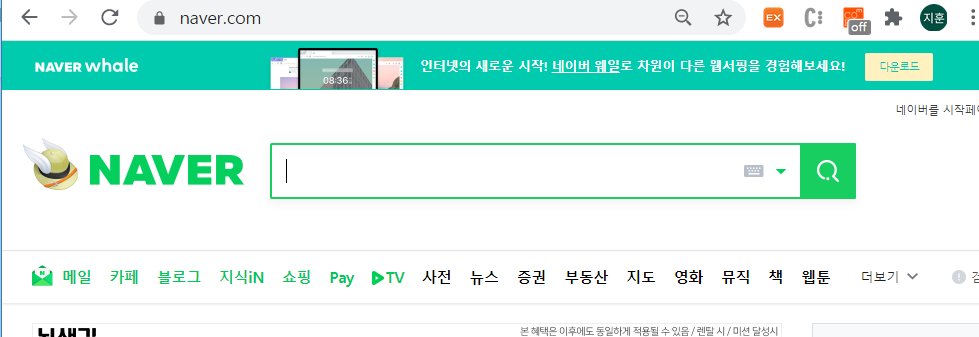 naver.com
EX
off
지훈
NAVER whale
08:36
인터넷의 새로운 시작! 네이버 웨일로 차원이 다른 웹서핑을 경험해보세요!
다운로드
네이버를 시작페
NAVER
메일 카페 블로그 지식iN 쇼핑 Pay TV 사전 뉴스 증권 부동산 지도 영화 뮤직 책 웹툰 더보기
본 혜택은 이후에도 동일하게 적용될 수 있음 / 렌탈 시 / 미션 달성시